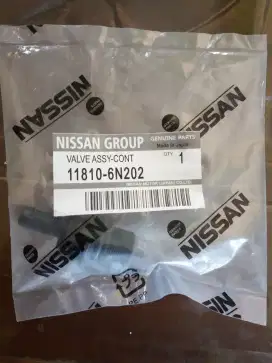 NISSAN
NISSAN
NISSAN GROUP
GENUINE PARTS
Made in Japan
VALVE ASSY-CONT
QTY
1
11810-6N202
NISSAN
NISSAN